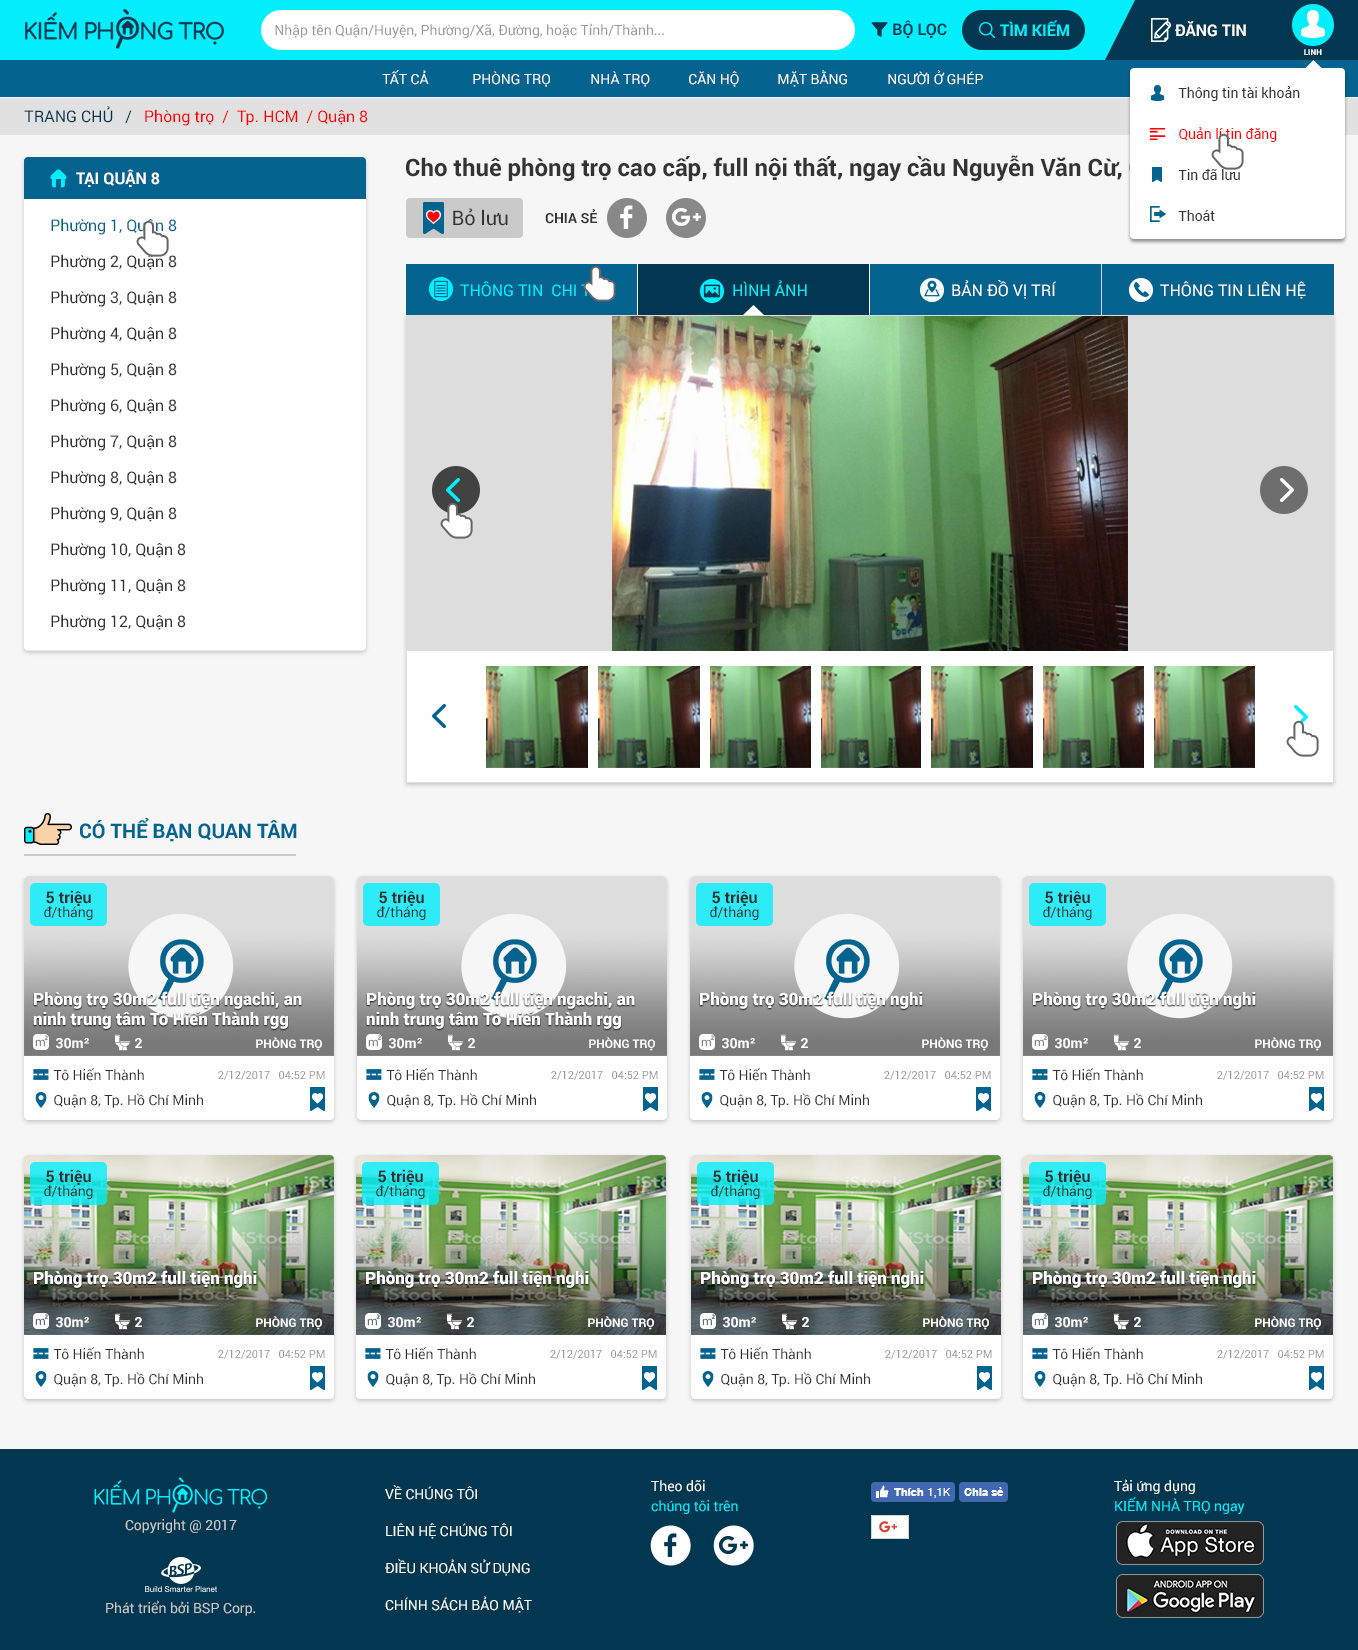 KIẾM PHÒNG TRỌ
Nhập tên Quận/Huyện, Phường/Xã, Đường, hoặc Tỉnh/Thành...
BỘ LỌC
TÌM KIẾM
ĐĂNG TIN
LINH
TẤT CẢ
PHÒNG TRỌ
NHÀ TRỌ
CĂN HỘ
MẶT BẰNG
NGƯỜI Ở GHÉP
Thông tin tài khoản
Quản lí tin đăng
Tin đã lưu
Thoát
TRANG CHỦ / Phòng trọ / Tp. HCM / Quận 8
TẠI QUẬN 8
Phường 1, Quận 8
Phường 2, Quận 8
Phường 3, Quận 8
Phường 4, Quận 8
Phường 5, Quận 8
Phường 6, Quận 8
Phường 7, Quận 8
Phường 8, Quận 8
Phường 9, Quận 8
Phường 10, Quận 8
Phường 11, Quận 8
Phường 12, Quận 8
Cho thuê phòng trọ cao cấp, full nội thất, ngay cầu Nguyễn Văn Cừ,
Bỏ lưu
CHIA SẺ
THÔNG TIN CHI
HÌNH ẢNH
BẢN ĐỒ VỊ TRÍ
THÔNG TIN LIÊN HỆ
CÓ THỂ BẠN QUAN TÂM
5 triệu
đ/tháng
Phòng trọ 30m2 full tiện ngachi, an
ninh trung tâm Tô Hiến Thành rgg
30m² 2 PHÒNG TRỌ
Tô Hiến Thành 2/12/2017 04:52 PM
Quận 8, Tp. Hồ Chí Minh
5 triệu
đ/tháng
Phòng trọ 30m2 full tiện ngachi, an
ninh trung tâm Tô Hiến Thành rgg
30m² 2 PHÒNG TRỌ
Tô Hiến Thành 2/12/2017 04:52 PM
Quận 8, Tp. Hồ Chí Minh
5 triệu
đ/tháng
Phòng trọ 30m2 full tiện nghi
30m² 2 PHÒNG TRỌ
Tô Hiến Thành 2/12/2017 04:52 PM
Quận 8, Tp. Hồ Chí Minh
5 triệu
đ/tháng
Phòng trọ 30m2 full tiện nghi
30m² 2 PHÒNG TRỌ
Tô Hiến Thành 2/12/2017 04:52 PM
Quận 8, Tp. Hồ Chí Minh
5 triệu
đ/tháng
iStock
Phòng trọ 30m2 full tiện nghi
30m² 2 PHÒNG TRỌ
Tô Hiến Thành 2/12/2017 04:52 PM
Quận 8, Tp. Hồ Chí Minh
5 triệu
đ/tháng
iStock
Phòng trọ 30m2 full tiện nghi
30m² 2 PHÒNG TRỌ
Tô Hiến Thành 2/12/2017 04:52 PM
Quận 8, Tp. Hồ Chí Minh
5 triệu
đ/tháng
iStock
Phòng trọ 30m2 full tiện nghi
30m² 2 PHÒNG TRỌ
Tô Hiến Thành 2/12/2017 04:52 PM
Quận 8, Tp. Hồ Chí Minh
5 triệu
đ/tháng
iStock
Phòng trọ 30m2 full tiện nghi
30m² 2 PHÒNG TRỌ
Tô Hiến Thành 2/12/2017 04:52 PM
Quận 8, Tp. Hồ Chí Minh
KIẾM PHÒNG TRỌ
Copyright @ 2017
BSP
Build Smarter Planet
Phát triển bởi BSP Corp.
VỀ CHÚNG TÔI
LIÊN HỆ CHÚNG TÔI
ĐIỀU KHOẢN SỬ DỤNG
CHÍNH SÁCH BẢO MẬT
Theo dõi
chúng tôi trên
Thích 1,1K
Chia sẻ
G+
Tải ứng dụng
KIẾM NHÀ TRỌ ngay
DOWNLOAD ON THE
App Store
ANDROID APP ON
Google Play